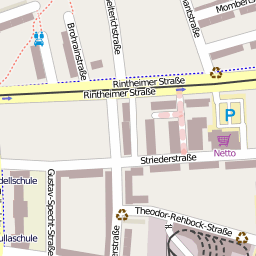 Brohrainstraße
Rintheimer Straße
Rintheimer Straße
P
Netto
Striederstraße
Gustav-Specht-Straße
Theodor-Rehbock-Straße